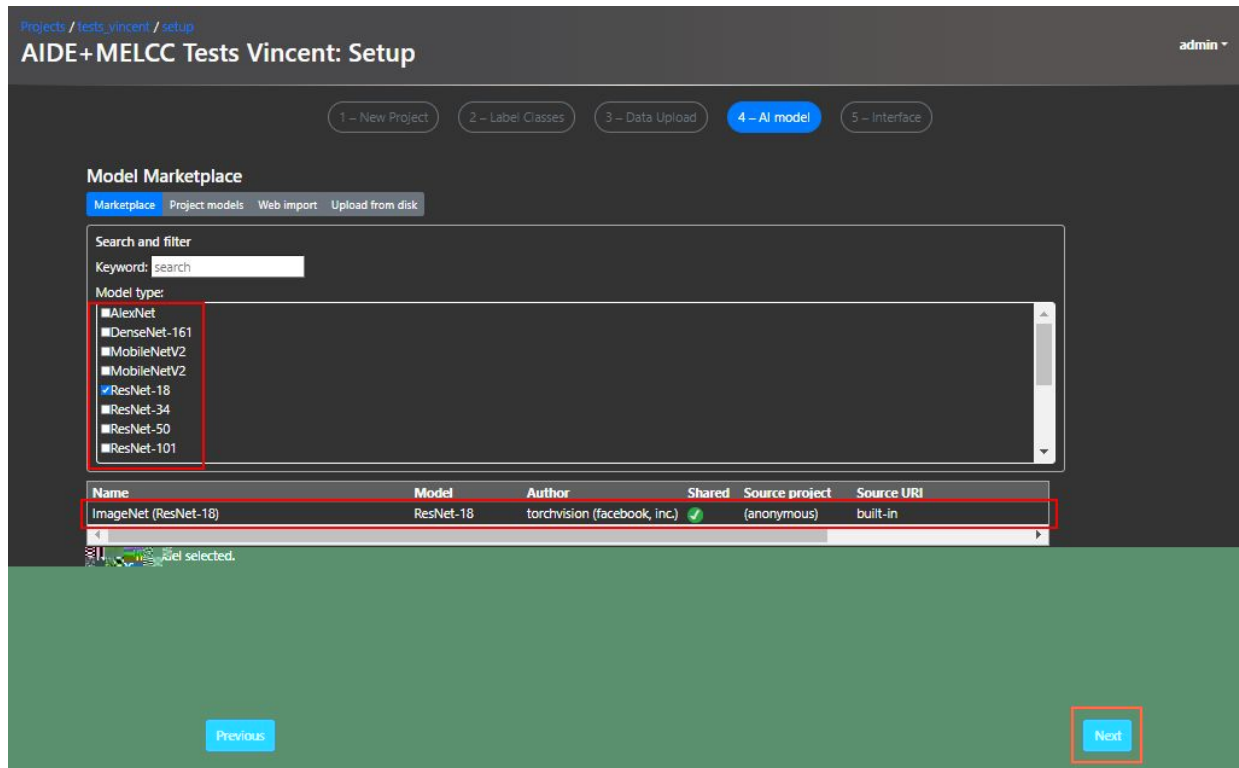 Projects / tests_vincent / setup
AIDE+MELCC Tests Vincent: Setup
admin
1 – New Project 2 – Label Classes 3 – Data Upload 4 – AI model 5 – Interface
Model Marketplace
Marketplace Project models Web import Upload from disk
Search and filter
Keyword: search
Model type:
AlexNet
DenseNet-161
MobileNetV2
MobileNetV2
ResNet-18
ResNet-34
ResNet-50
ResNet-101
Name Model Author Shared Source project Source URI
ImageNet (ResNet-18) ResNet-18 torchvision (facebook, inc.) (anonymous) built-in
selected.
Previous Next